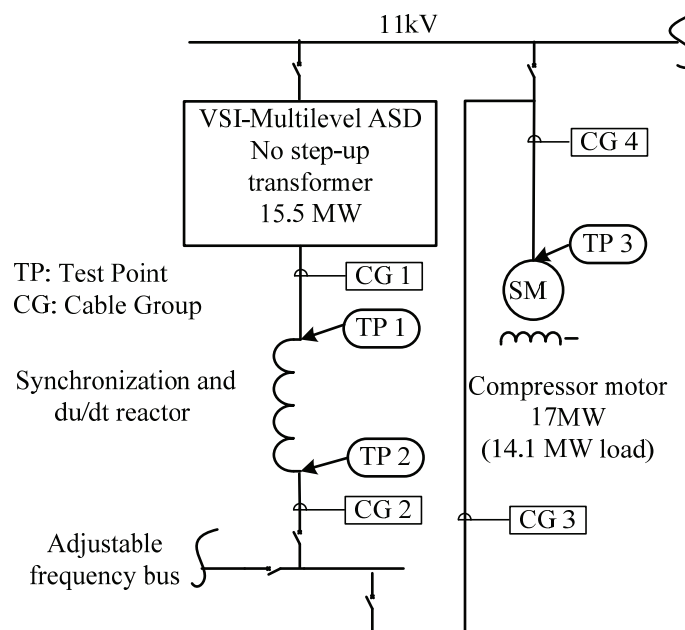 11kV
VSI-Multilevel ASD
No step-up
transformer
15.5 MW
CG 4
TP 3
SM
CG 1
TP: Test Point
CG: Cable Group
TP 1
Synchronization and
du/dt reactor
Compressor motor
17MW
(14.1 MW load)
TP 2
CG 2
CG 3
Adjustable
frequency bus